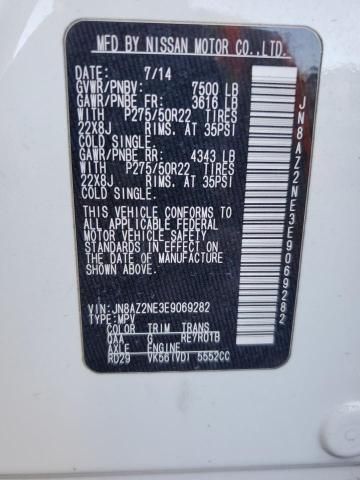 MFD BY NISSAN MOTOR CO.,LTD.
DATE: 7/14
GVWR/PNBV: 7500 LB
GAWR/PNBE FR: 3616 LB
WITH P275/50R22 TIRES
22X8J RIMS. AT 35PSI
COLD SINGLE.
GAWR/PNBE RR: 4343 LB
WITH P275/50R22 TIRES
22X8J RIMS. AT 35PSI
COLD SINGLE.
THIS VEHICLE CONFORMS
TO ALL APPLICABLE FEDERAL
MOTOR VEHICLE SAFETY
STANDARDS IN EFFECT
ON THE DATE OF
MANUFACTURE SHOWN ABOVE.
VIN:JN8AZ2NE3E9069282
TYPE:MPV
COLOR TRIM TRANS
QAA G RE7R01B
AXLE ENGINE
RD29 VK56(VD) 5552CC
JN8AZ2NE3E9069282